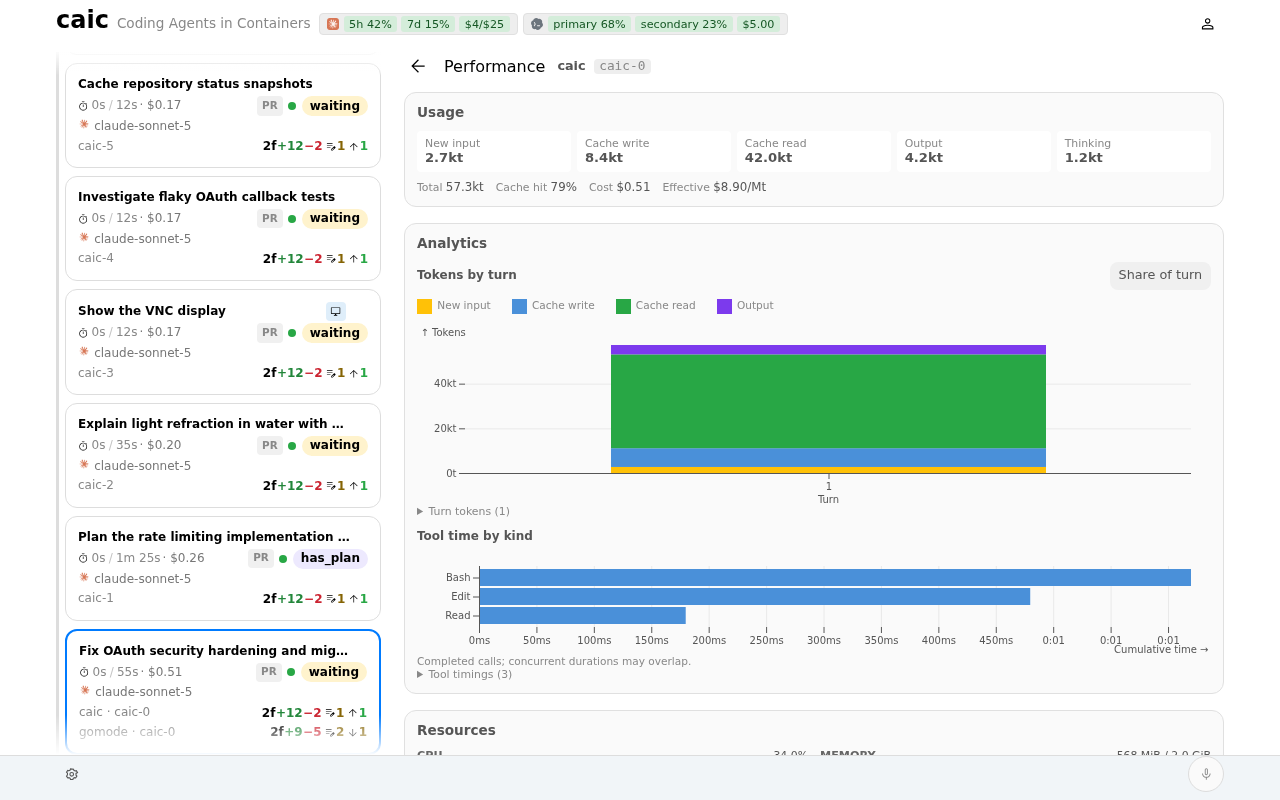 caic Coding Agents in Containers 5h 42% 7d 15% $4/$25 primary 68% secondary 23% $5.00
Cache repository status snapshots
0s / 12s · $0.17 PR waiting
claude-sonnet-5
caic-5 2f+12−2 1 ↑1
Investigate flaky OAuth callback tests
0s / 12s · $0.17 PR waiting
claude-sonnet-5
caic-4 2f+12−2 1 ↑1
Show the VNC display
0s / 12s · $0.17 PR waiting
claude-sonnet-5
caic-3 2f+12−2 1 ↑1
Explain light refraction in water with …
0s / 35s · $0.20 PR waiting
claude-sonnet-5
caic-2 2f+12−2 1 ↑1
Plan the rate limiting implementation …
0s / 1m 25s · $0.26 PR has_plan
claude-sonnet-5
caic-1 2f+12−2 1 ↑1
Fix OAuth security hardening and mig…
0s / 55s · $0.51 PR waiting
claude-sonnet-5
caic · caic-0 2f+12−2 1 ↑1
gomode · caic-0 2f+9−5 2 ↓1
← Performance caic caic-0
Usage
New input Cache write Cache read Output Thinking
2.7kt 8.4kt 42.0kt 4.2kt 1.2kt
Total 57.3kt Cache hit 79% Cost $0.51 Effective $8.90/Mt
Analytics
Tokens by turn Share of turn
New input Cache write Cache read Output
↑ Tokens
40kt
20kt
0t
1
Turn
Turn tokens (1)
Tool time by kind
Bash
Edit
Read
0ms 50ms 100ms 150ms 200ms 250ms 300ms 350ms 400ms 450ms 0:01 0:01 0:01
Cumulative time →
Completed calls; concurrent durations may overlap.
Tool timings (3)
Resources
CPU 34.0% MEMORY 568 MiB / 2.0 GiB